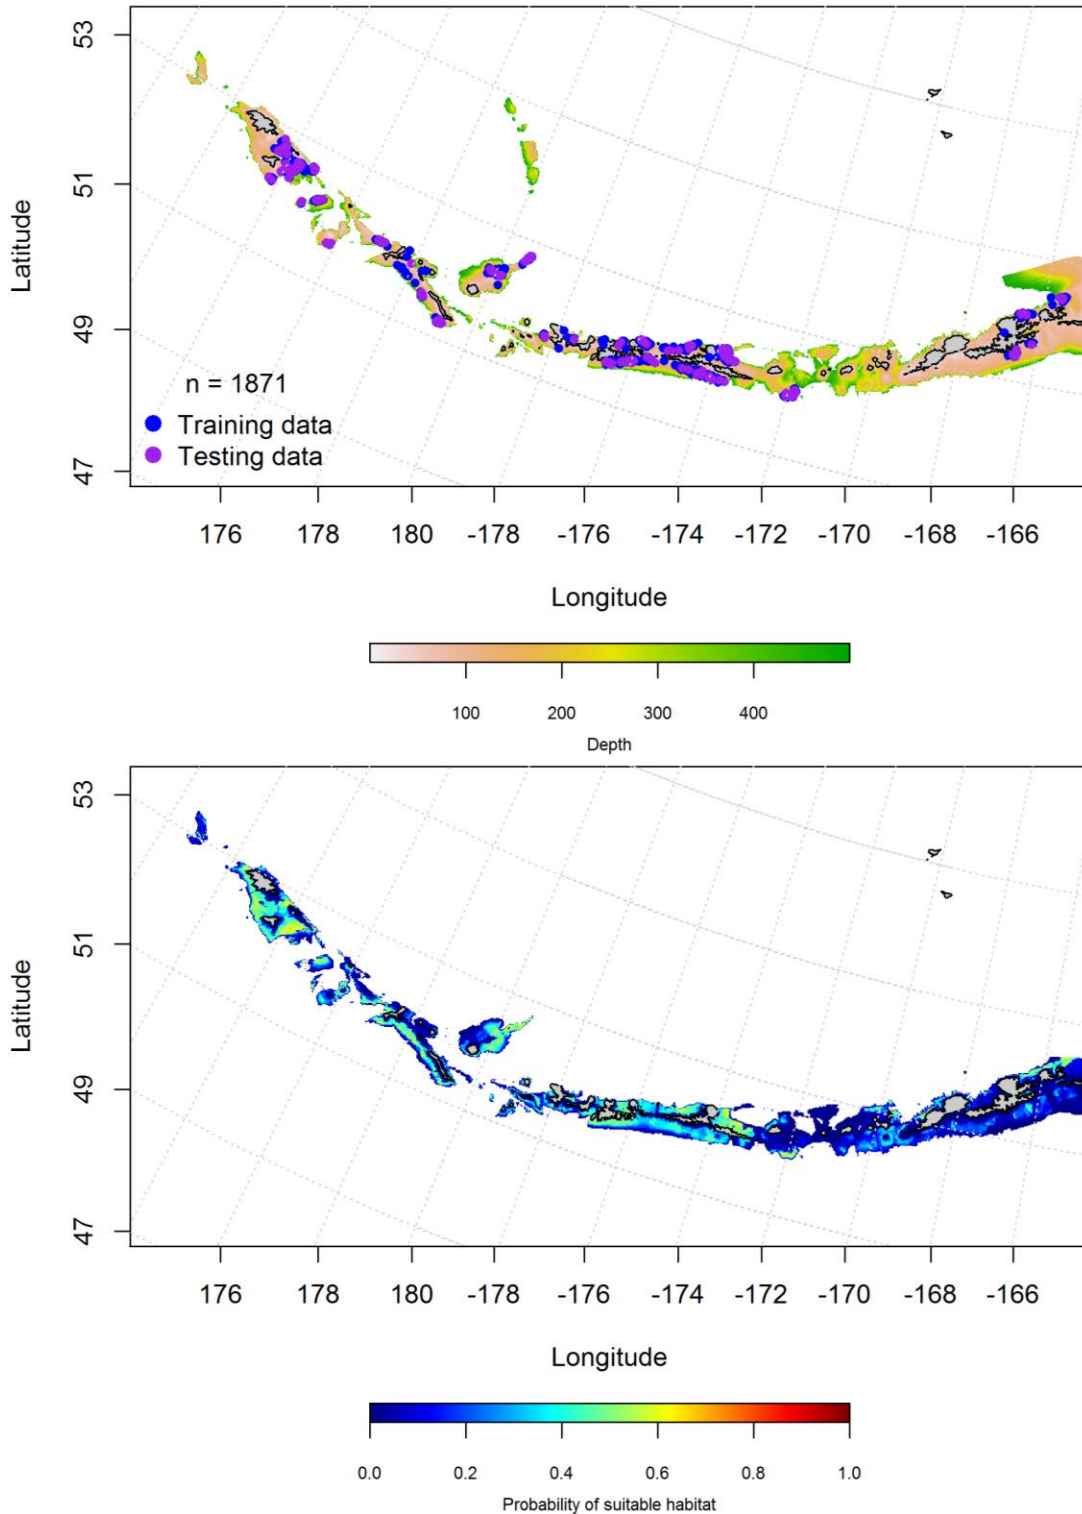 53
51
49
47
Latitude
n = 1871
Training data
Testing data
176 178 180 -178 -176 -174 -172 -170 -168 -166
Longitude
100 200 300 400
Depth
53
51
49
47
Latitude
176 178 180 -178 -176 -174 -172 -170 -168 -166
Longitude
0.0 0.2 0.4 0.6 0.8 1.0
Probability of suitable habitat